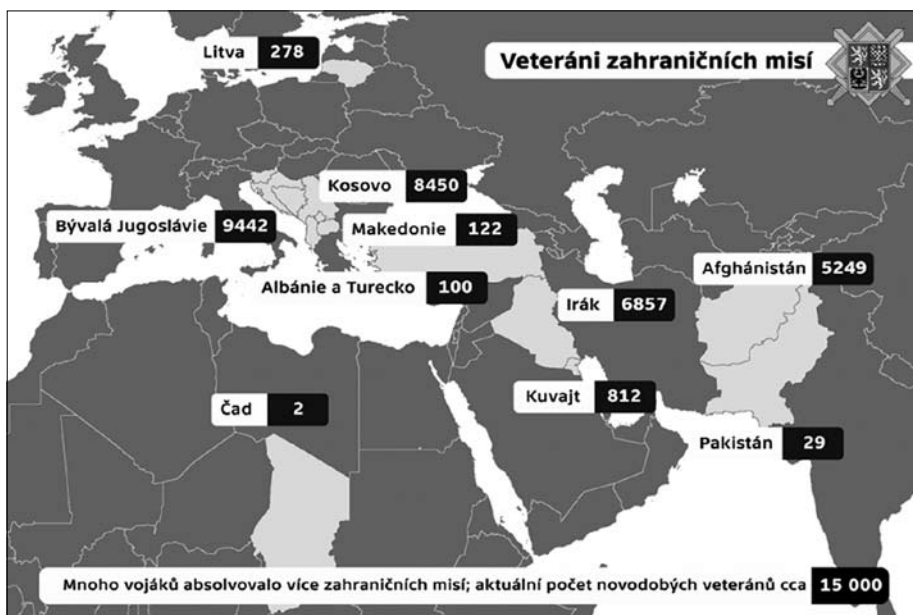 Litva 278
Veteráni zahraničních misí
Kosovo 8450
Bývalá Jugoslávie 9442
Makedonie 122
Afghánistán 5249
Albánie a Turecko 100
Irák 6857
Čad 2
Kuvajt 812
Pakistán 29
Mnoho vojáků absolvovalo více zahraničních misí; aktuální počet novodobých veteránů cca 15 000